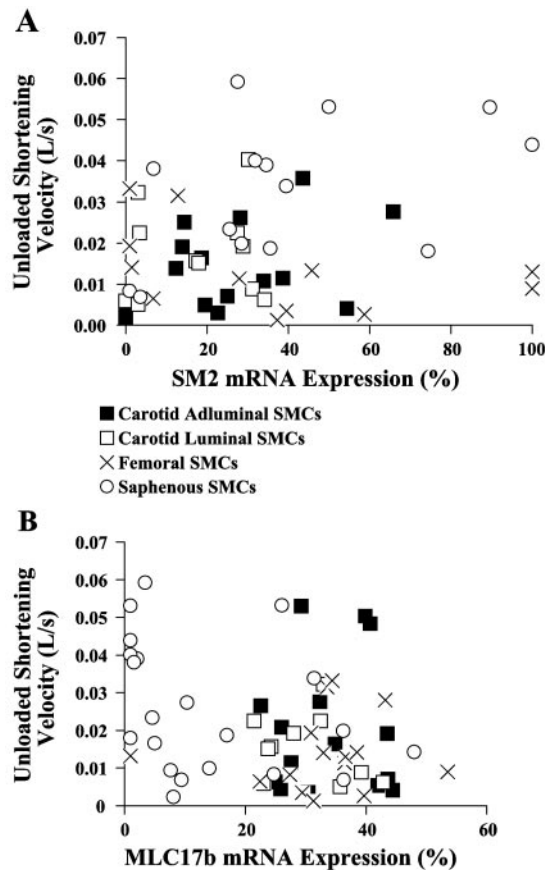 A
0.07
0.06
0.05
0.04
0.03
0.02
0.01
0.00
Unloaded Shortening
Velocity (L/s)
0 20 40 60 80 100
SM2 mRNA Expression (%)
Carotid Adluminal SMCs
Carotid Luminal SMCs
Femoral SMCs
Saphenous SMCs
B
0.07
0.06
0.05
0.04
0.03
0.02
0.01
0
Unloaded Shortening
Velocity (L/s)
0 20 40 60
MLC17b mRNA Expression (%)